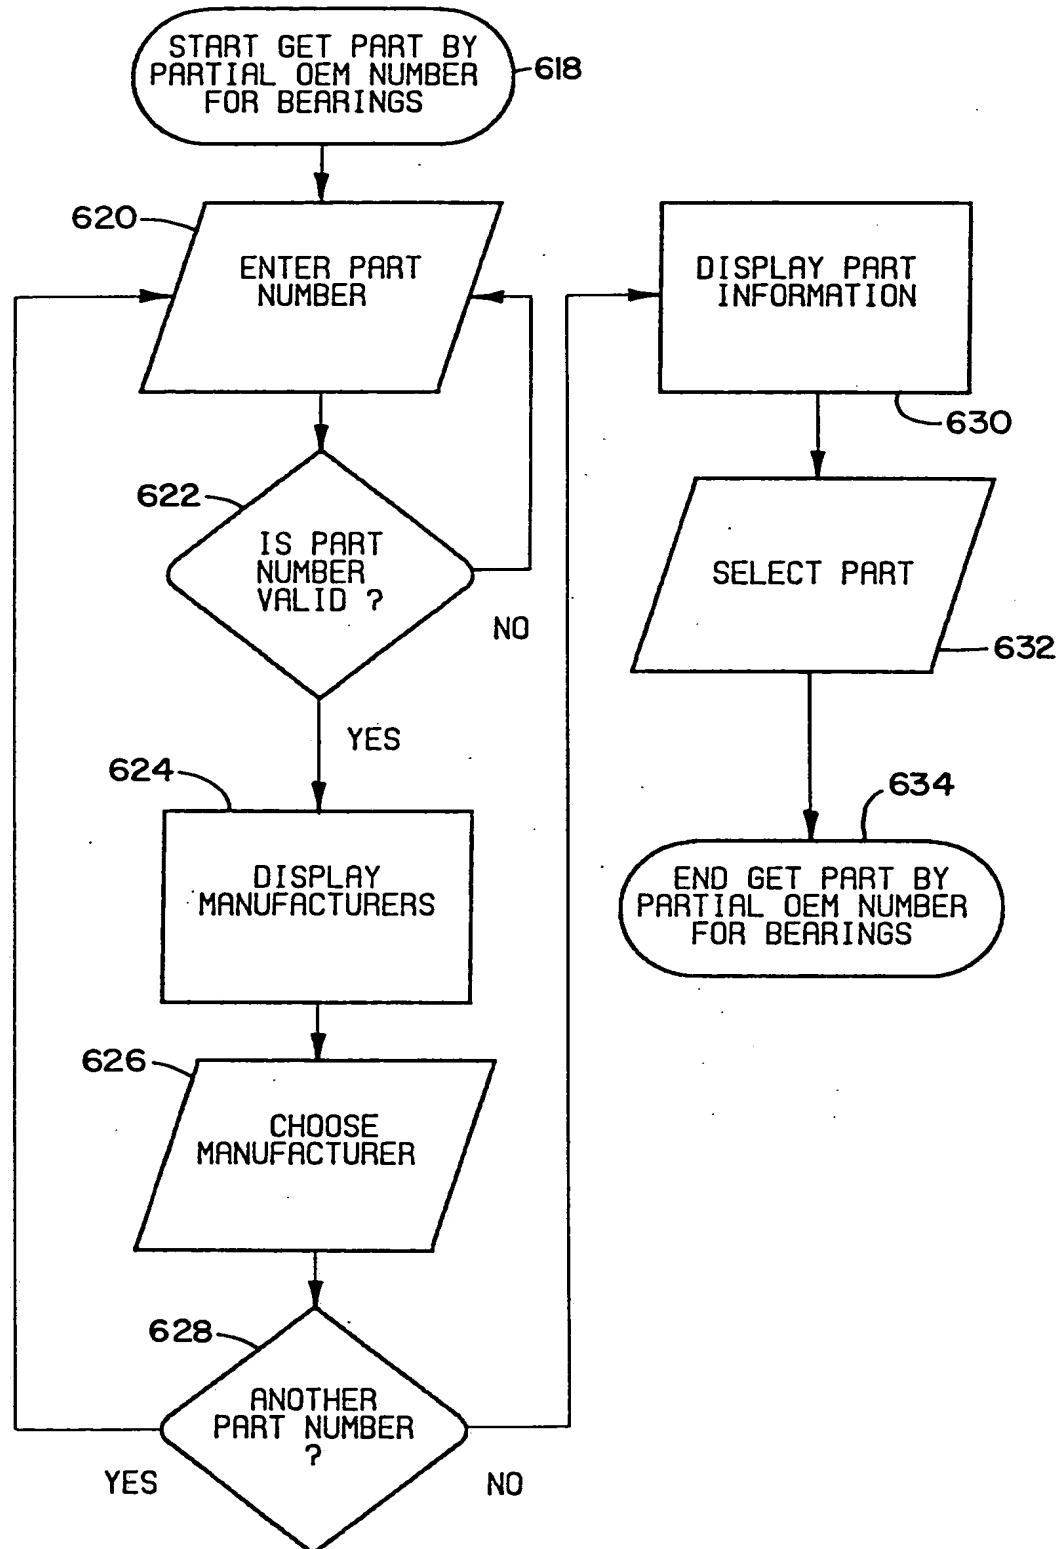 START GET PART BY
PARTIAL OEM NUMBER
FOR BEARINGS
618
620
ENTER PART
NUMBER
622
IS PART
NUMBER
VALID ?
NO
YES
624
DISPLAY
MANUFACTURERS
626
CHOOSE
MANUFACTURER
628
ANOTHER
PART NUMBER
?
YES
NO
DISPLAY PART
INFORMATION
630
SELECT PART
632
634
END GET PART BY
PARTIAL OEM NUMBER
FOR BEARINGS